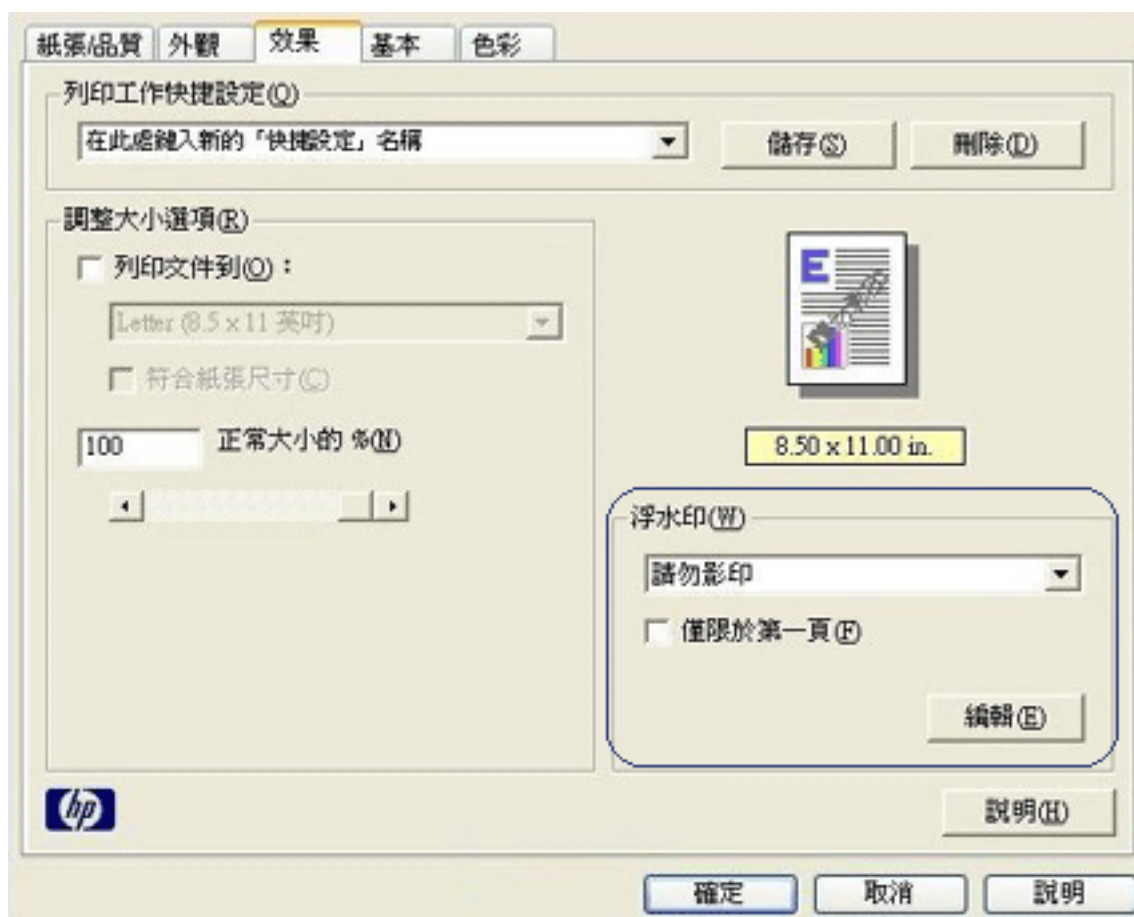 紙張/品質 外觀 效果 基本 色彩
列印工作快捷設定(Q)
在此處鍵入新的「快捷設定」名稱 儲存(S) 刪除(D)
調整大小選項(R)
列印文件到(O)：
Letter (8.5 x 11 英吋)
符合紙張尺寸(C)
100 正常大小的 %(N)
E
8.50 x 11.00 in.
浮水印(W)
請勿影印
僅限於第一頁(F)
編輯(E)
hp
說明(H)
確定 取消 說明